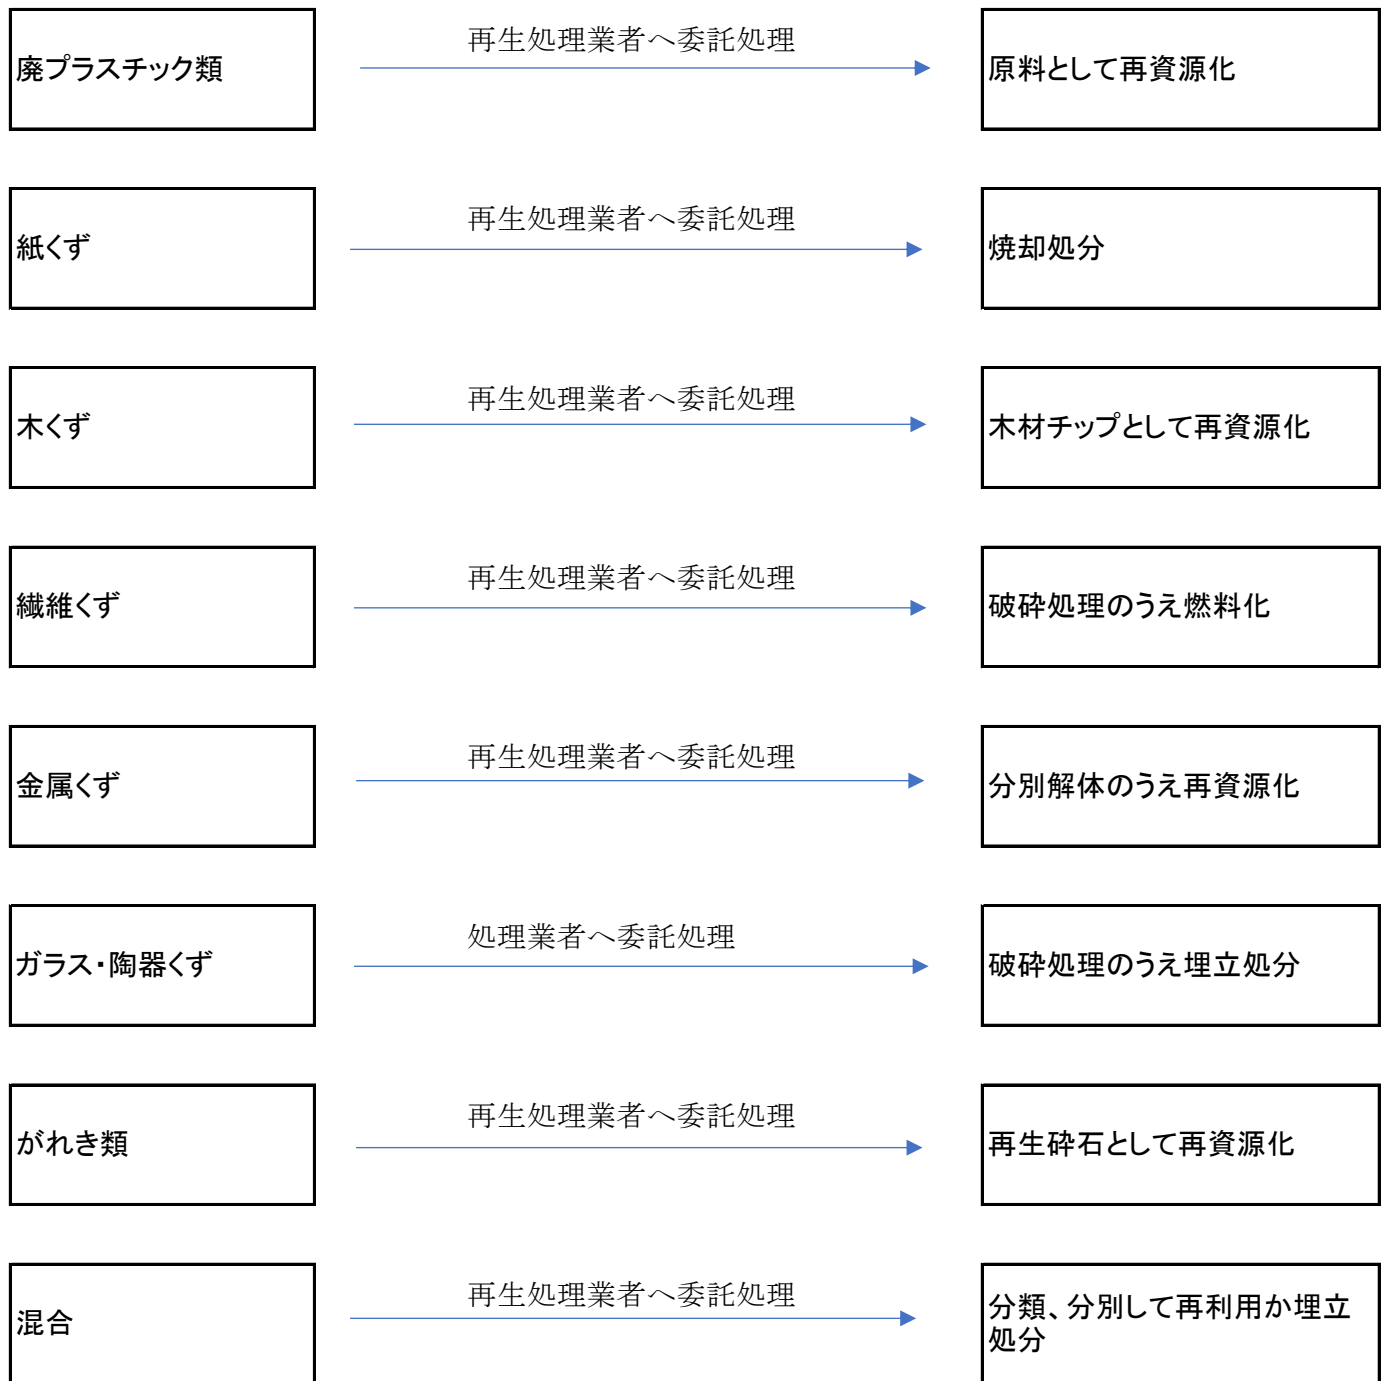 廃プラスチック類
再生処理業者へ委託処理
原料として再資源化
紙くず
再生処理業者へ委託処理
焼却処分
木くず
再生処理業者へ委託処理
木材チップとして再資源化
繊維くず
再生処理業者へ委託処理
破砕処理のうえ燃料化
金属くず
再生処理業者へ委託処理
分別解体のうえ再資源化
ガラス・陶器くず
処理業者へ委託処理
破砕処理のうえ埋立処分
がれき類
再生処理業者へ委託処理
再生砕石として再資源化
混合
再生処理業者へ委託処理
分類、分別して再利用か埋立
処分